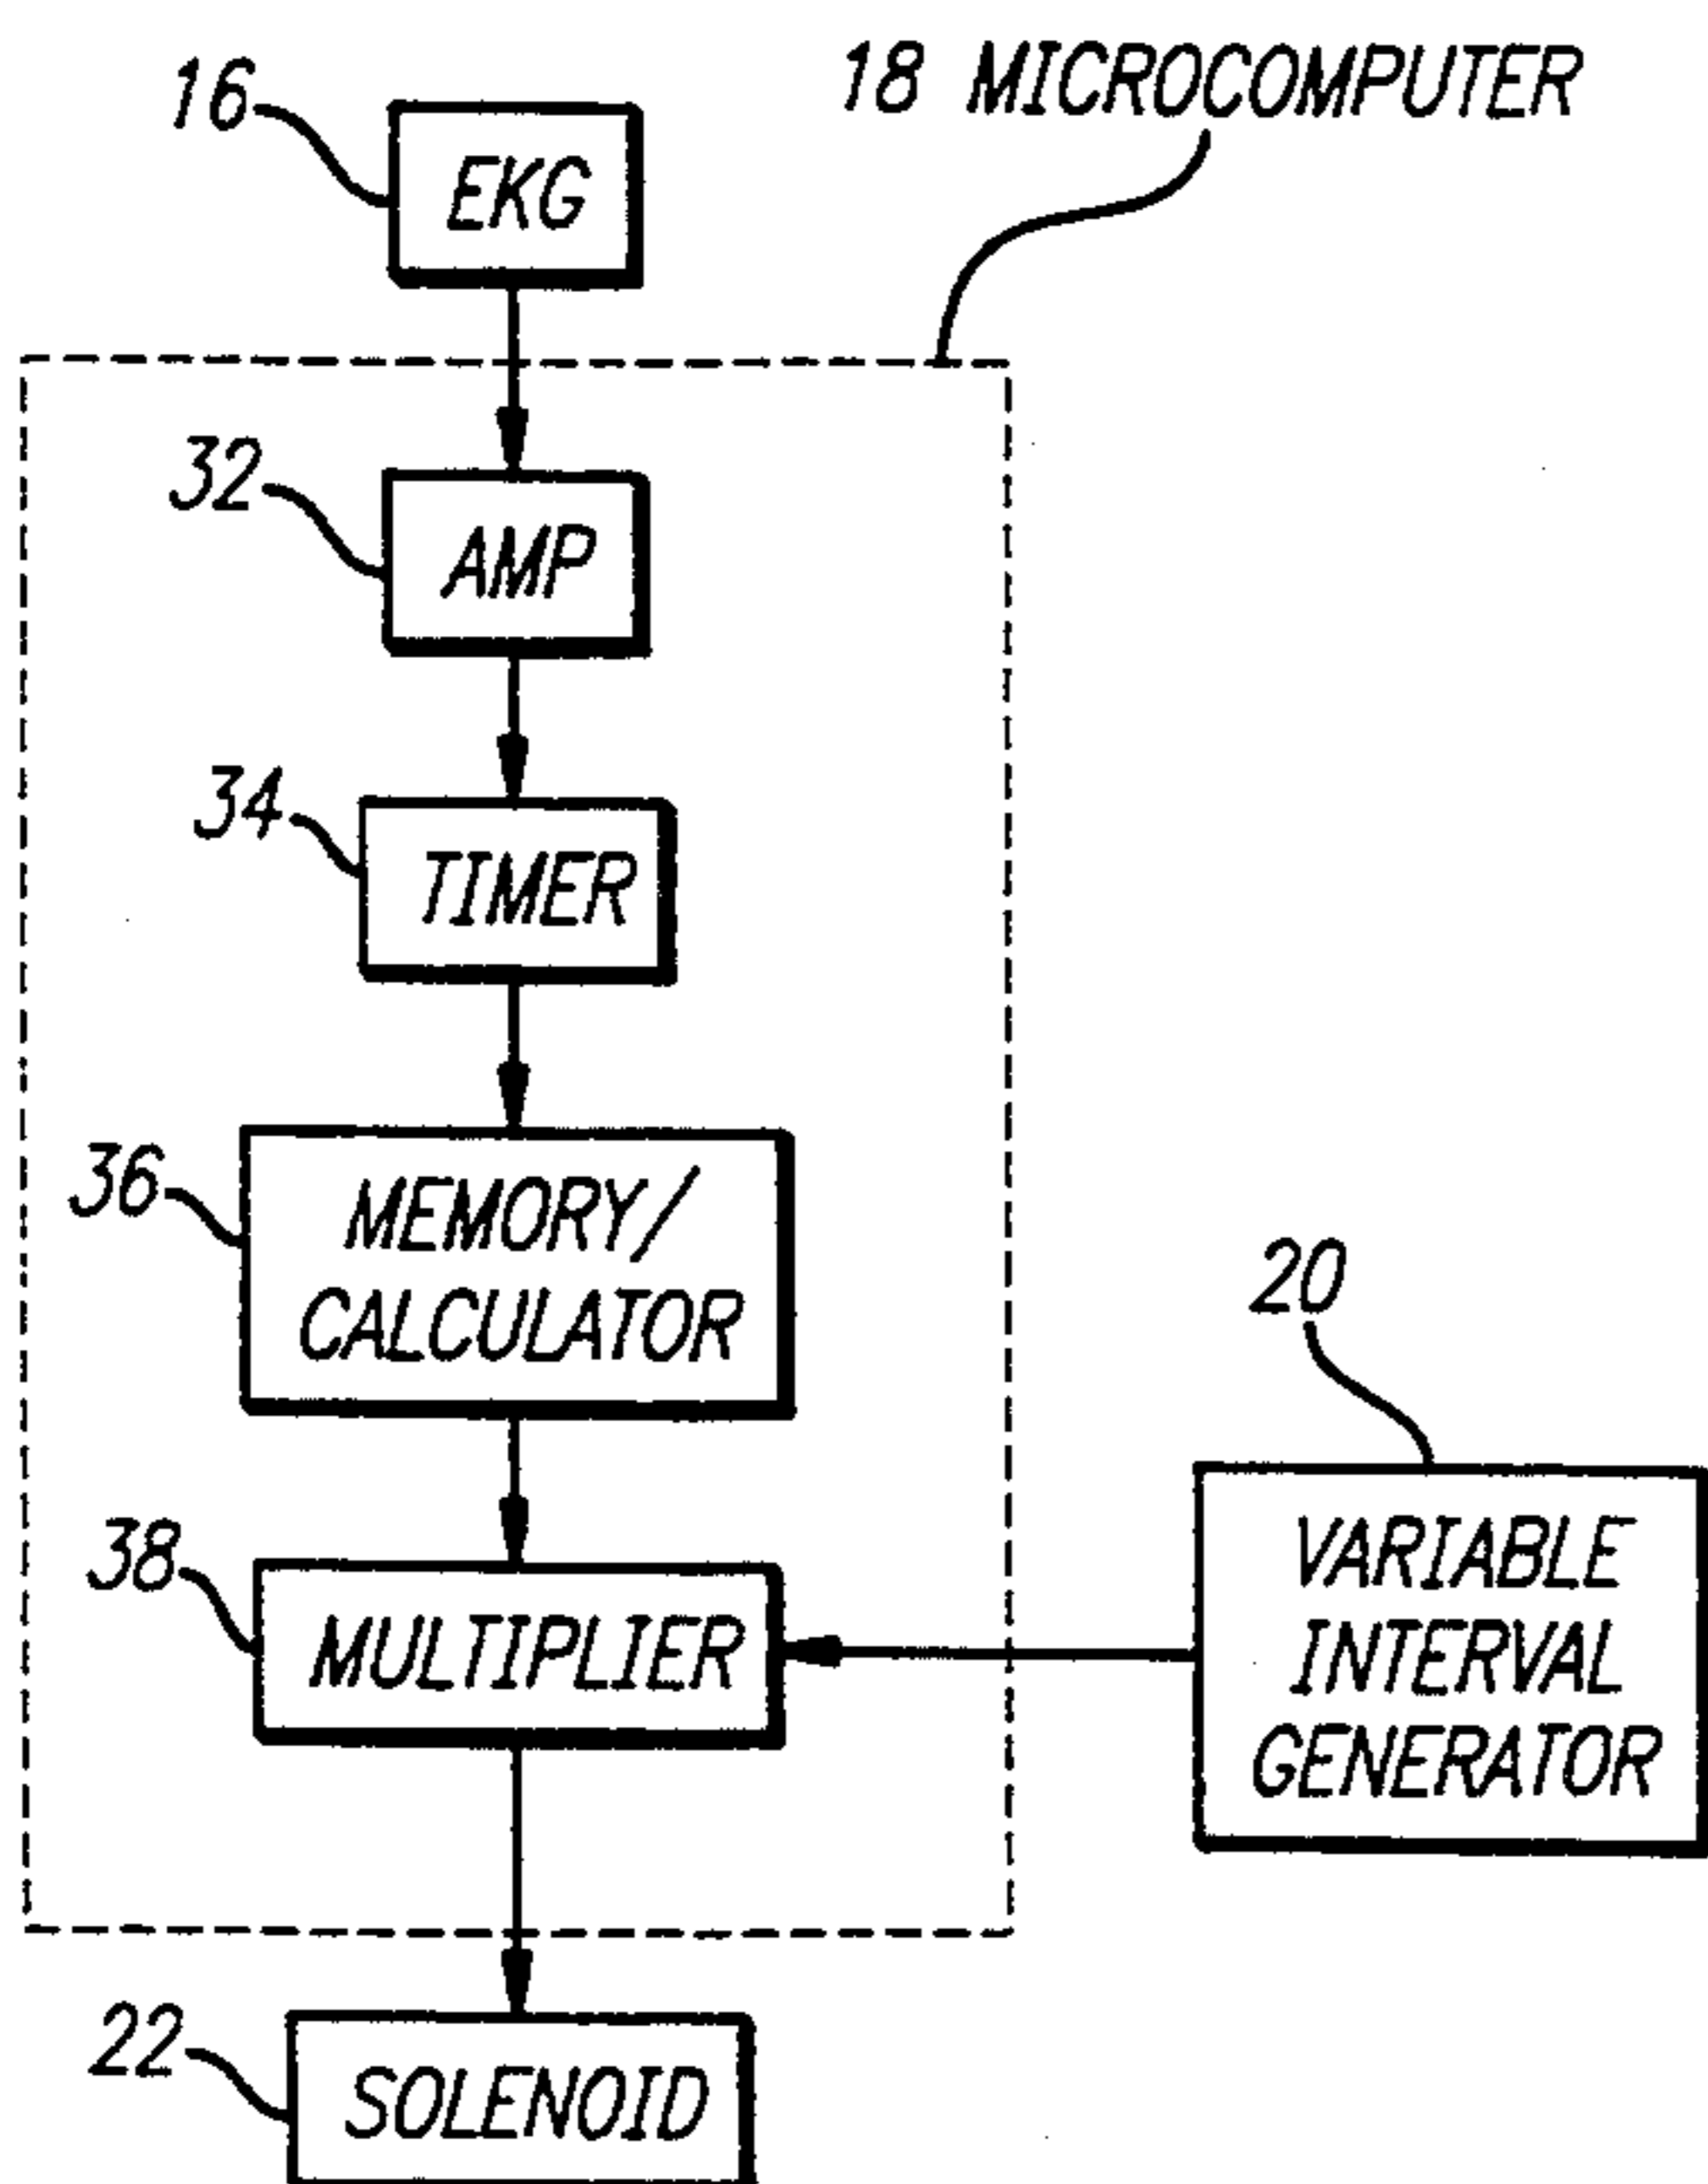 18 MICROCOMPUTER
16
EKG
32
AMP
34
TIMER
36
MEMORY/
CALCULATOR
20
38
MULTIPLIER
VARIABLE
INTERVAL
GENERATOR
22
SOLENOID